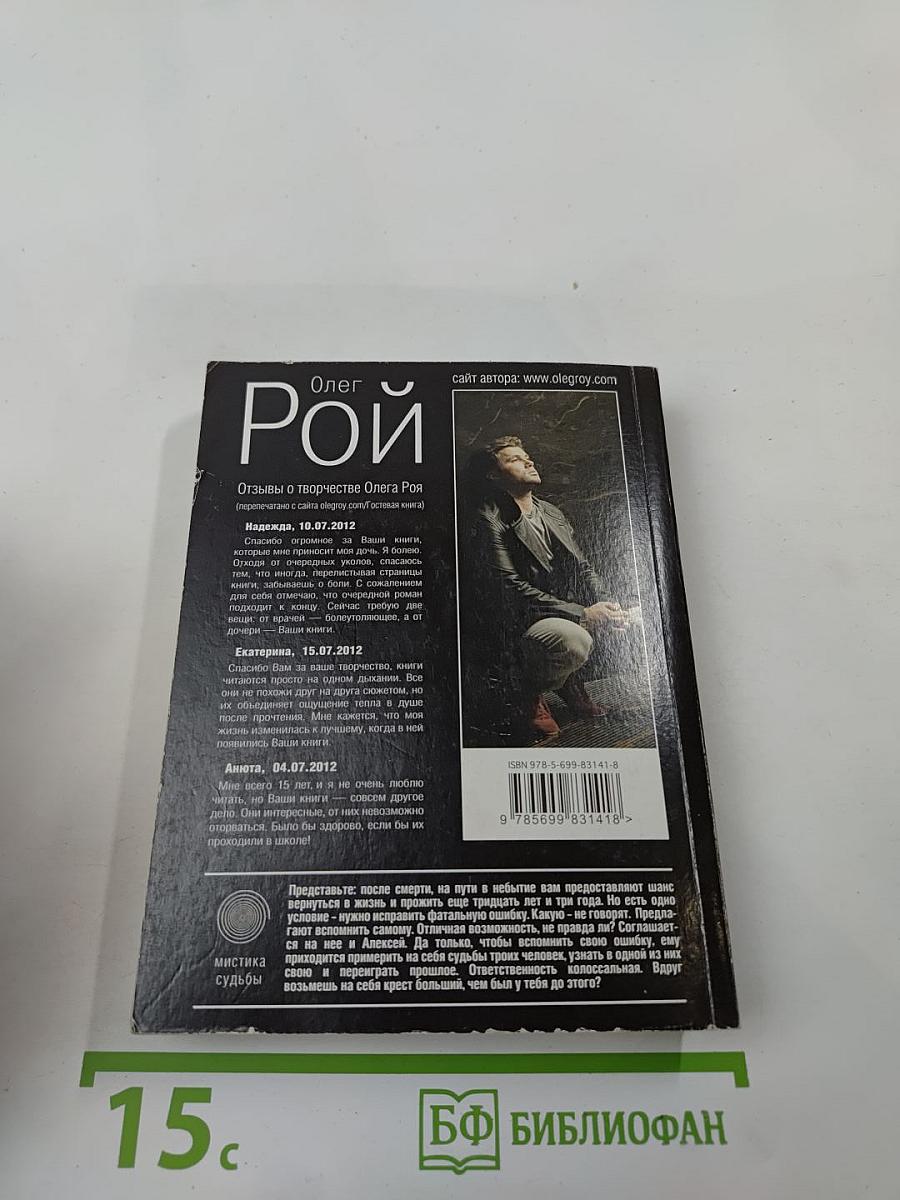 Олег
Рой
сайт автора: www.olegroy.com
Отзывы о творчестве Олега Роя
(перепечатано с сайта olegroy.com/Гостевая книга)
Надежда, 10.07.2012
Спасибо огромное за Ваши книги,
которые мне приносит моя дочь. Я болею.
Отходя от очередных уколов, спасаюсь
тем, что иногда, перелистывая страницы
книги, забываешь о боли. С сожалением
для себя отмечаю, что очередной роман
подходит к концу. Сейчас требую две
вещи: от врачей — болеутоляющее, а от
дочери — Ваши книги.
Екатерина, 15.07.2012
Спасибо Вам за ваше творчество, книги
читаются просто на одном дыхании. Все
они не похожи друг на друга сюжетом, но
их объединяет ощущение тепла в душе
после прочтения. Мне кажется, что моя
жизнь изменилась к лучшему, когда в ней
появились Ваши книги.
Анюта, 04.07.2012
Мне всего 15 лет, и я не очень люблю
читать, но Ваши книги — совсем другое
дело. Они интересные, от них невозможно
оторваться. Было бы здорово, если бы их
проходили в школе!
ISBN 978-5-699-83141-8
9 785699 831418 >
мистика
судьбы
Представьте: после смерти, на пути в небытие вам предоставляют шанс
вернуться в жизнь и прожить еще тридцать лет и три года. Но есть одно
условие - нужно исправить фатальную ошибку. Какую - не говорят. Предла-
гают вспомнить самому. Отличная возможность, не правда ли? Соглашает-
ся на нее и Алексей. Да только, чтобы вспомнить свою ошибку, ему
приходится примерить на себя судьбы троих человек, узнать в одной из них
свою и переиграть прошлое. Ответственность колоссальная. Вдруг
возьмешь на себя крест больший, чем был у тебя до этого?
15 с
БФ БИБЛИОФАН